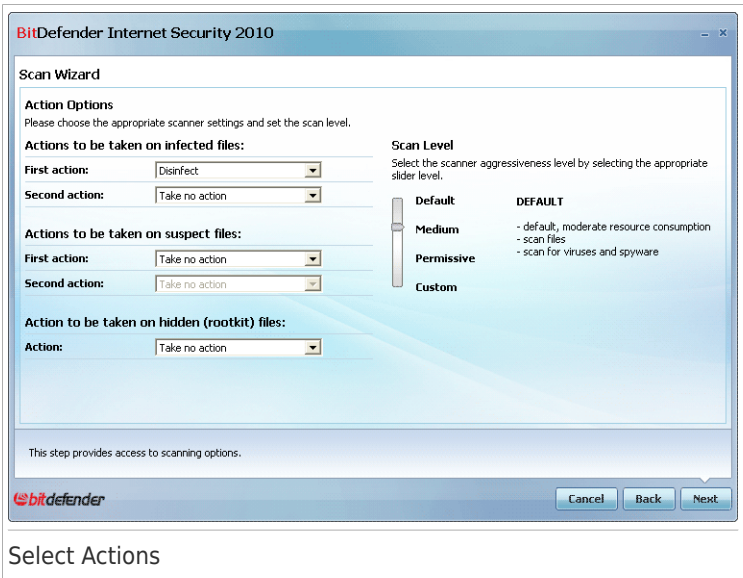 BitDefender Internet Security 2010
Scan Wizard
Action Options
Please choose the appropriate scanner settings and set the scan level.
Actions to be taken on infected files:
First action: Disinfect
Second action: Take no action
Actions to be taken on suspect files:
First action: Take no action
Second action: Take no action
Action to be taken on hidden (rootkit) files:
Action: Take no action
Scan Level
Select the scanner aggressiveness level by selecting the appropriate
slider level.
Default
Medium
Permissive
Custom
DEFAULT
- default, moderate resource consumption
- scan files
- scan for viruses and spyware
This step provides access to scanning options.
bitdefender
Cancel Back Next
Select Actions